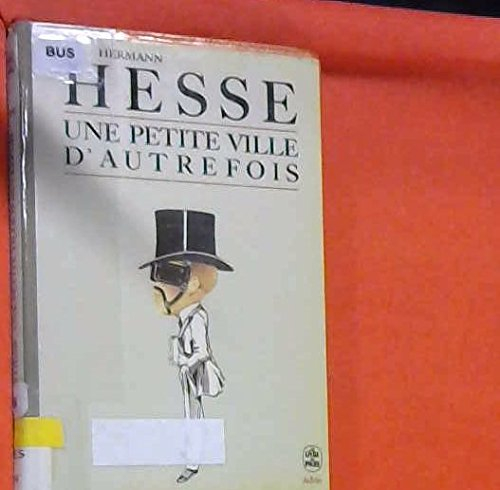 BUS
HERMANN
HESSE
UNE PETITE VILLE
D'AUTREFOIS